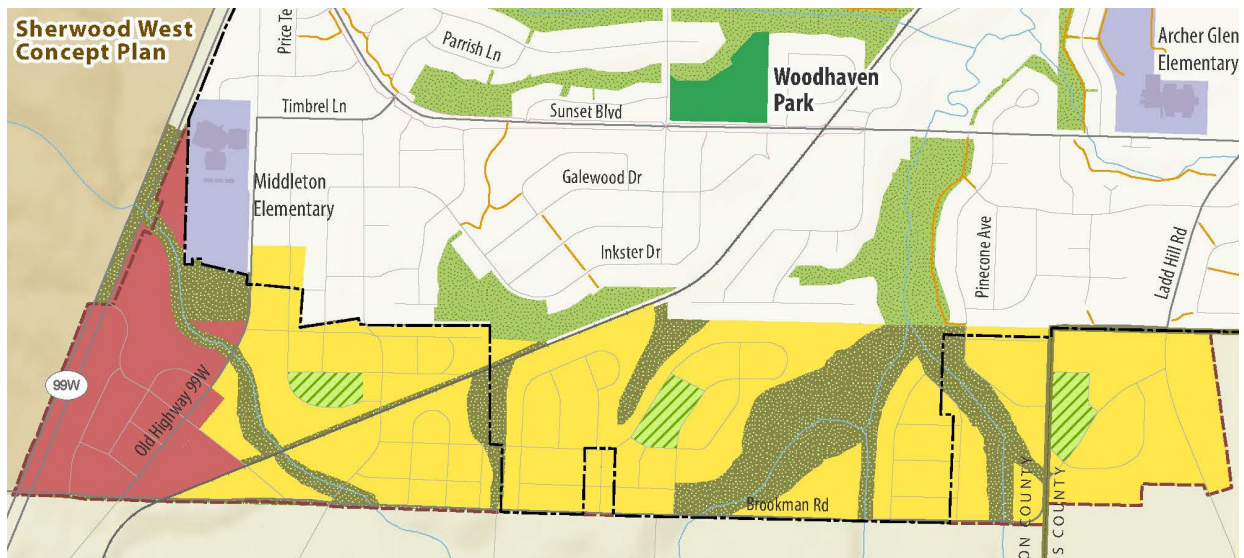 Sherwood West
Concept Plan
Price Te
Parrish Ln
Timbrel Ln
Sunset Blvd
Woodhaven
Park
Archer Glen
Elementary
Middleton
Elementary
Galewood Dr
Inkster Dr
Pinecone Ave
Ladd Hill Rd
99W
Old Highway 99W
Brookman Rd
ON COUNTY
S COUNTY